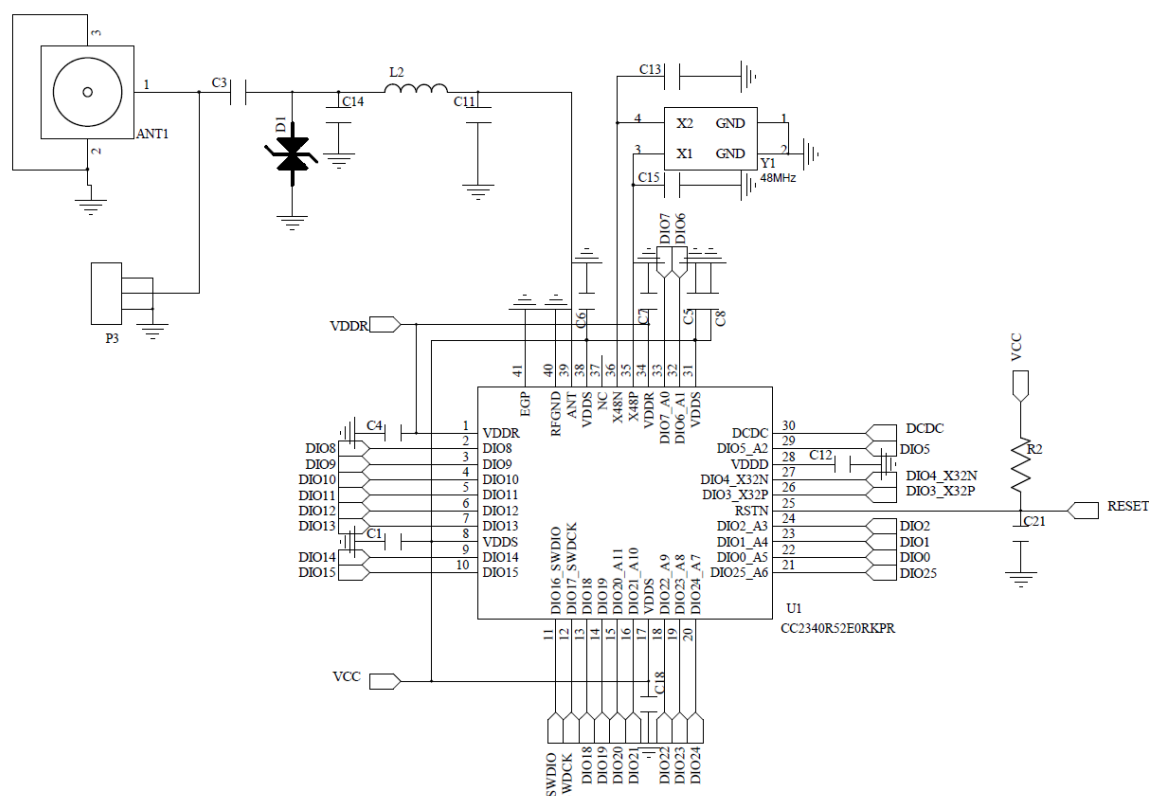 3
1
2
ANT1
C3
D1
C14
L2
C11
C13
4
X2
GND
1
3
X1
GND
2
Y1
48MHz
C15
DIO7
DIO6
P3
VDDR
C6
C7
C5
C8
VCC
41
40
39
38
37
36
35
34
33
32
31
EGP
RFGND
ANT
VDDS
NC
X48N
X48P
VDDR
DIO7_A0
DIO6_A1
VDDS
C4
1
VDDR
DCDC
30
DCDC
R2
DIO8
2
DIO8
DIO5_A2
29
DIO5
DIO9
3
DIO9
VDDD
28
C12
DIO10
4
DIO10
DIO4_X32N
27
DIO4_X32N
DIO11
5
DIO11
DIO3_X32P
26
DIO3_X32P
DIO12
6
DIO12
RSTN
25
RESET
DIO13
7
DIO13
DIO2_A3
24
DIO2
C21
C1
8
VDDS
DIO1_A4
23
DIO1
DIO14
9
DIO14
DIO0_A5
22
DIO0
DIO15
10
DIO15
DIO25_A6
21
DIO25
DIO16_SWDIO
DIO17_SWDCK
DIO18
DIO19
DIO20_A11
DIO21_A10
VDDS
DIO22_A9
DIO23_A8
DIO24_A7
U1
CC2340R52E0RKPR
11
12
13
14
15
16
17
18
19
20
VCC
C18
SWDIO
WDCK
DIO18
DIO19
DIO20
DIO21
DIO22
DIO23
DIO24